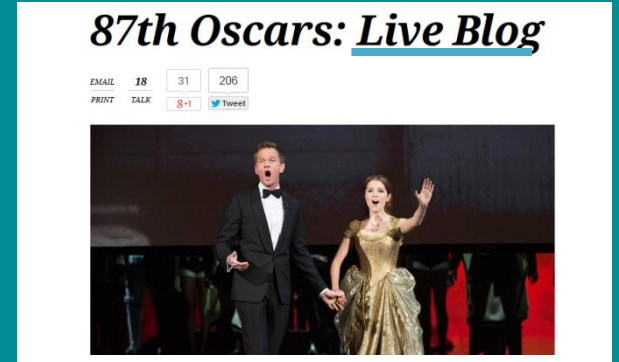 87th Oscars: Live Blog
EMAIL 18 31 206
PRINT TALK g+1 Tweet